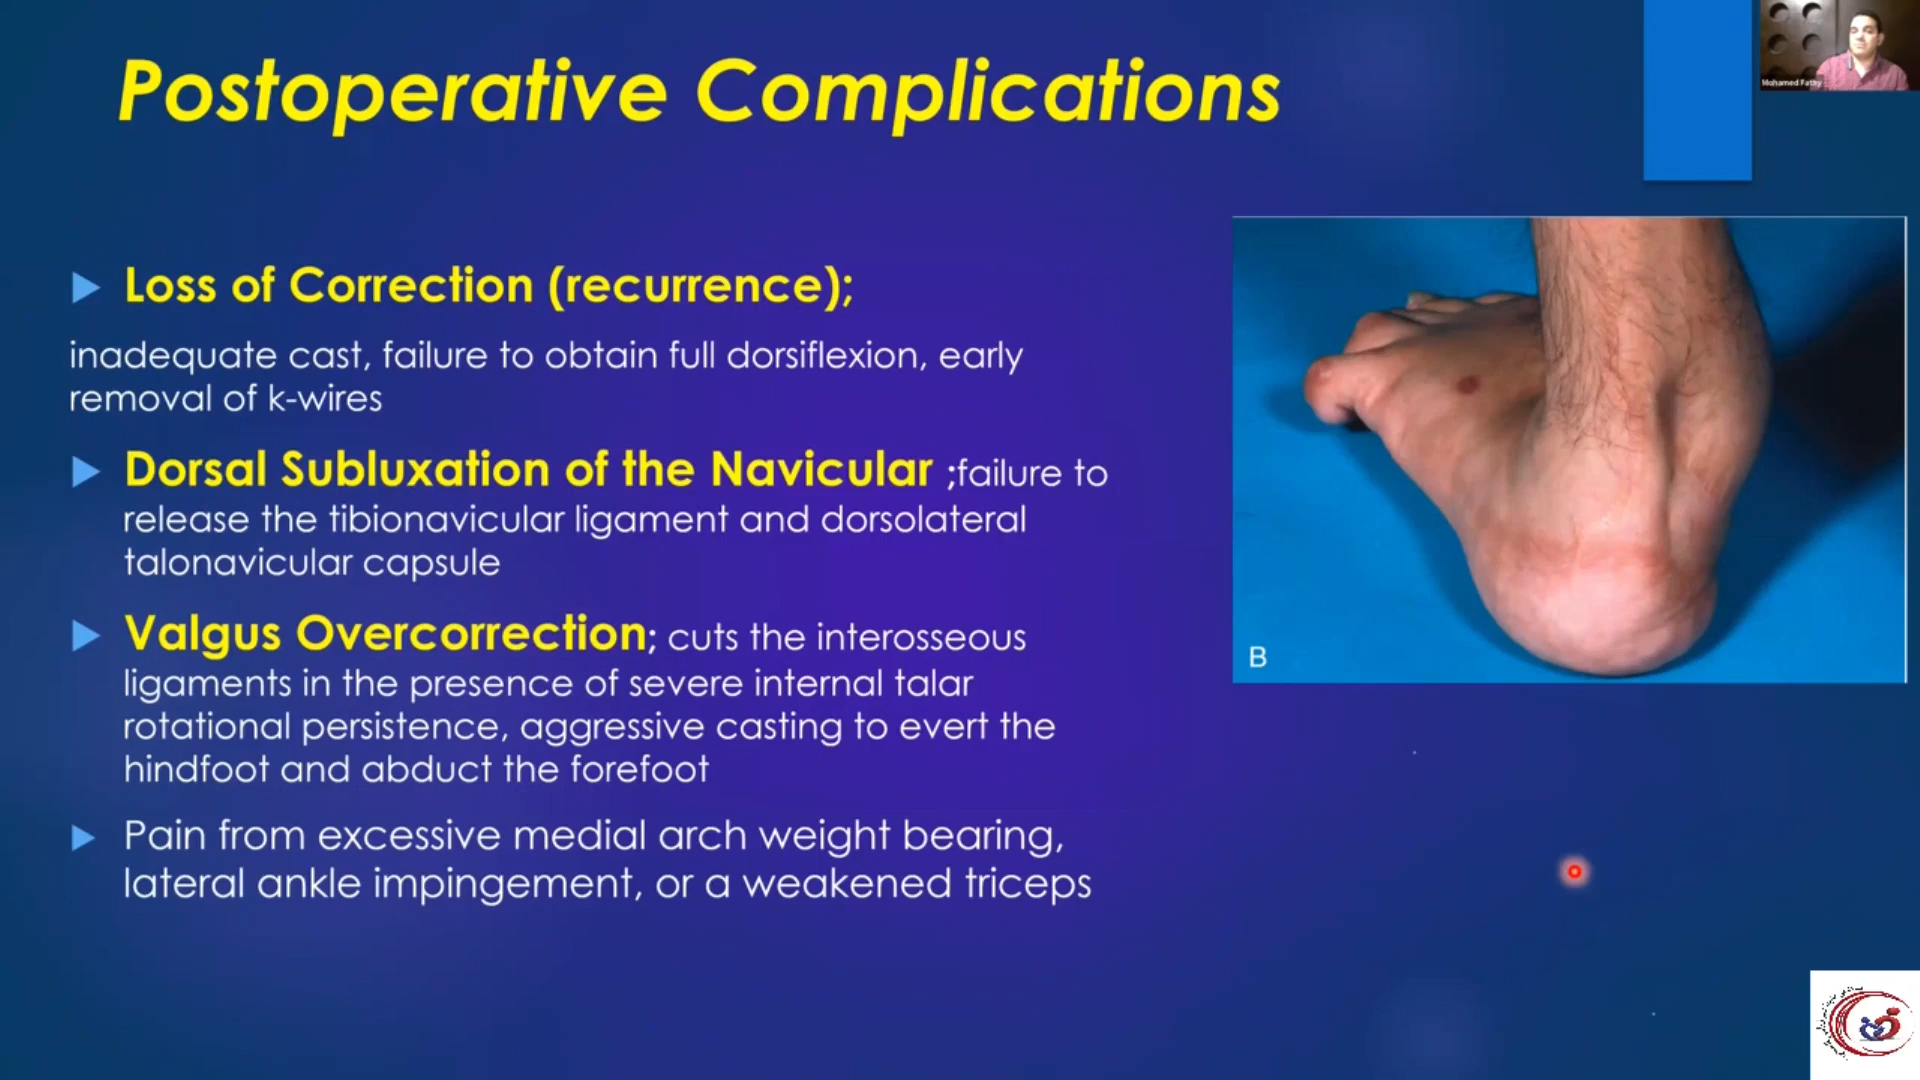 Postoperative Complications
Mohamed Fathy
Loss of Correction (recurrence);
inadequate cast, failure to obtain full dorsiflexion, early
removal of k-wires
Dorsal Subluxation of the Navicular ;failure to
release the tibionavicular ligament and dorsolateral
talonavicular capsule
Valgus Overcorrection; cuts the interosseous
ligaments in the presence of severe internal talar
rotational persistence, aggressive casting to evert the
hindfoot and abduct the forefoot
Pain from excessive medial arch weight bearing,
lateral ankle impingement, or a weakened triceps
B